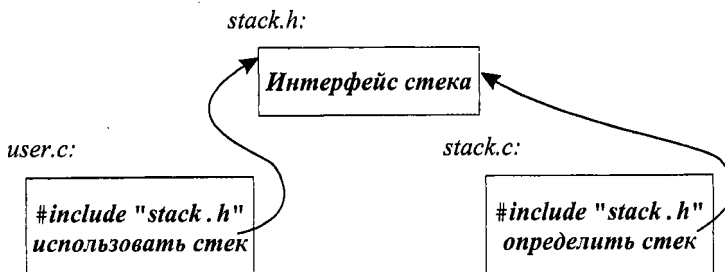 stack.h:
Интерфейс стека
user.c:
stack.c:
#include "stack.h"
использовать стек
#include "stack.h"
определить стек